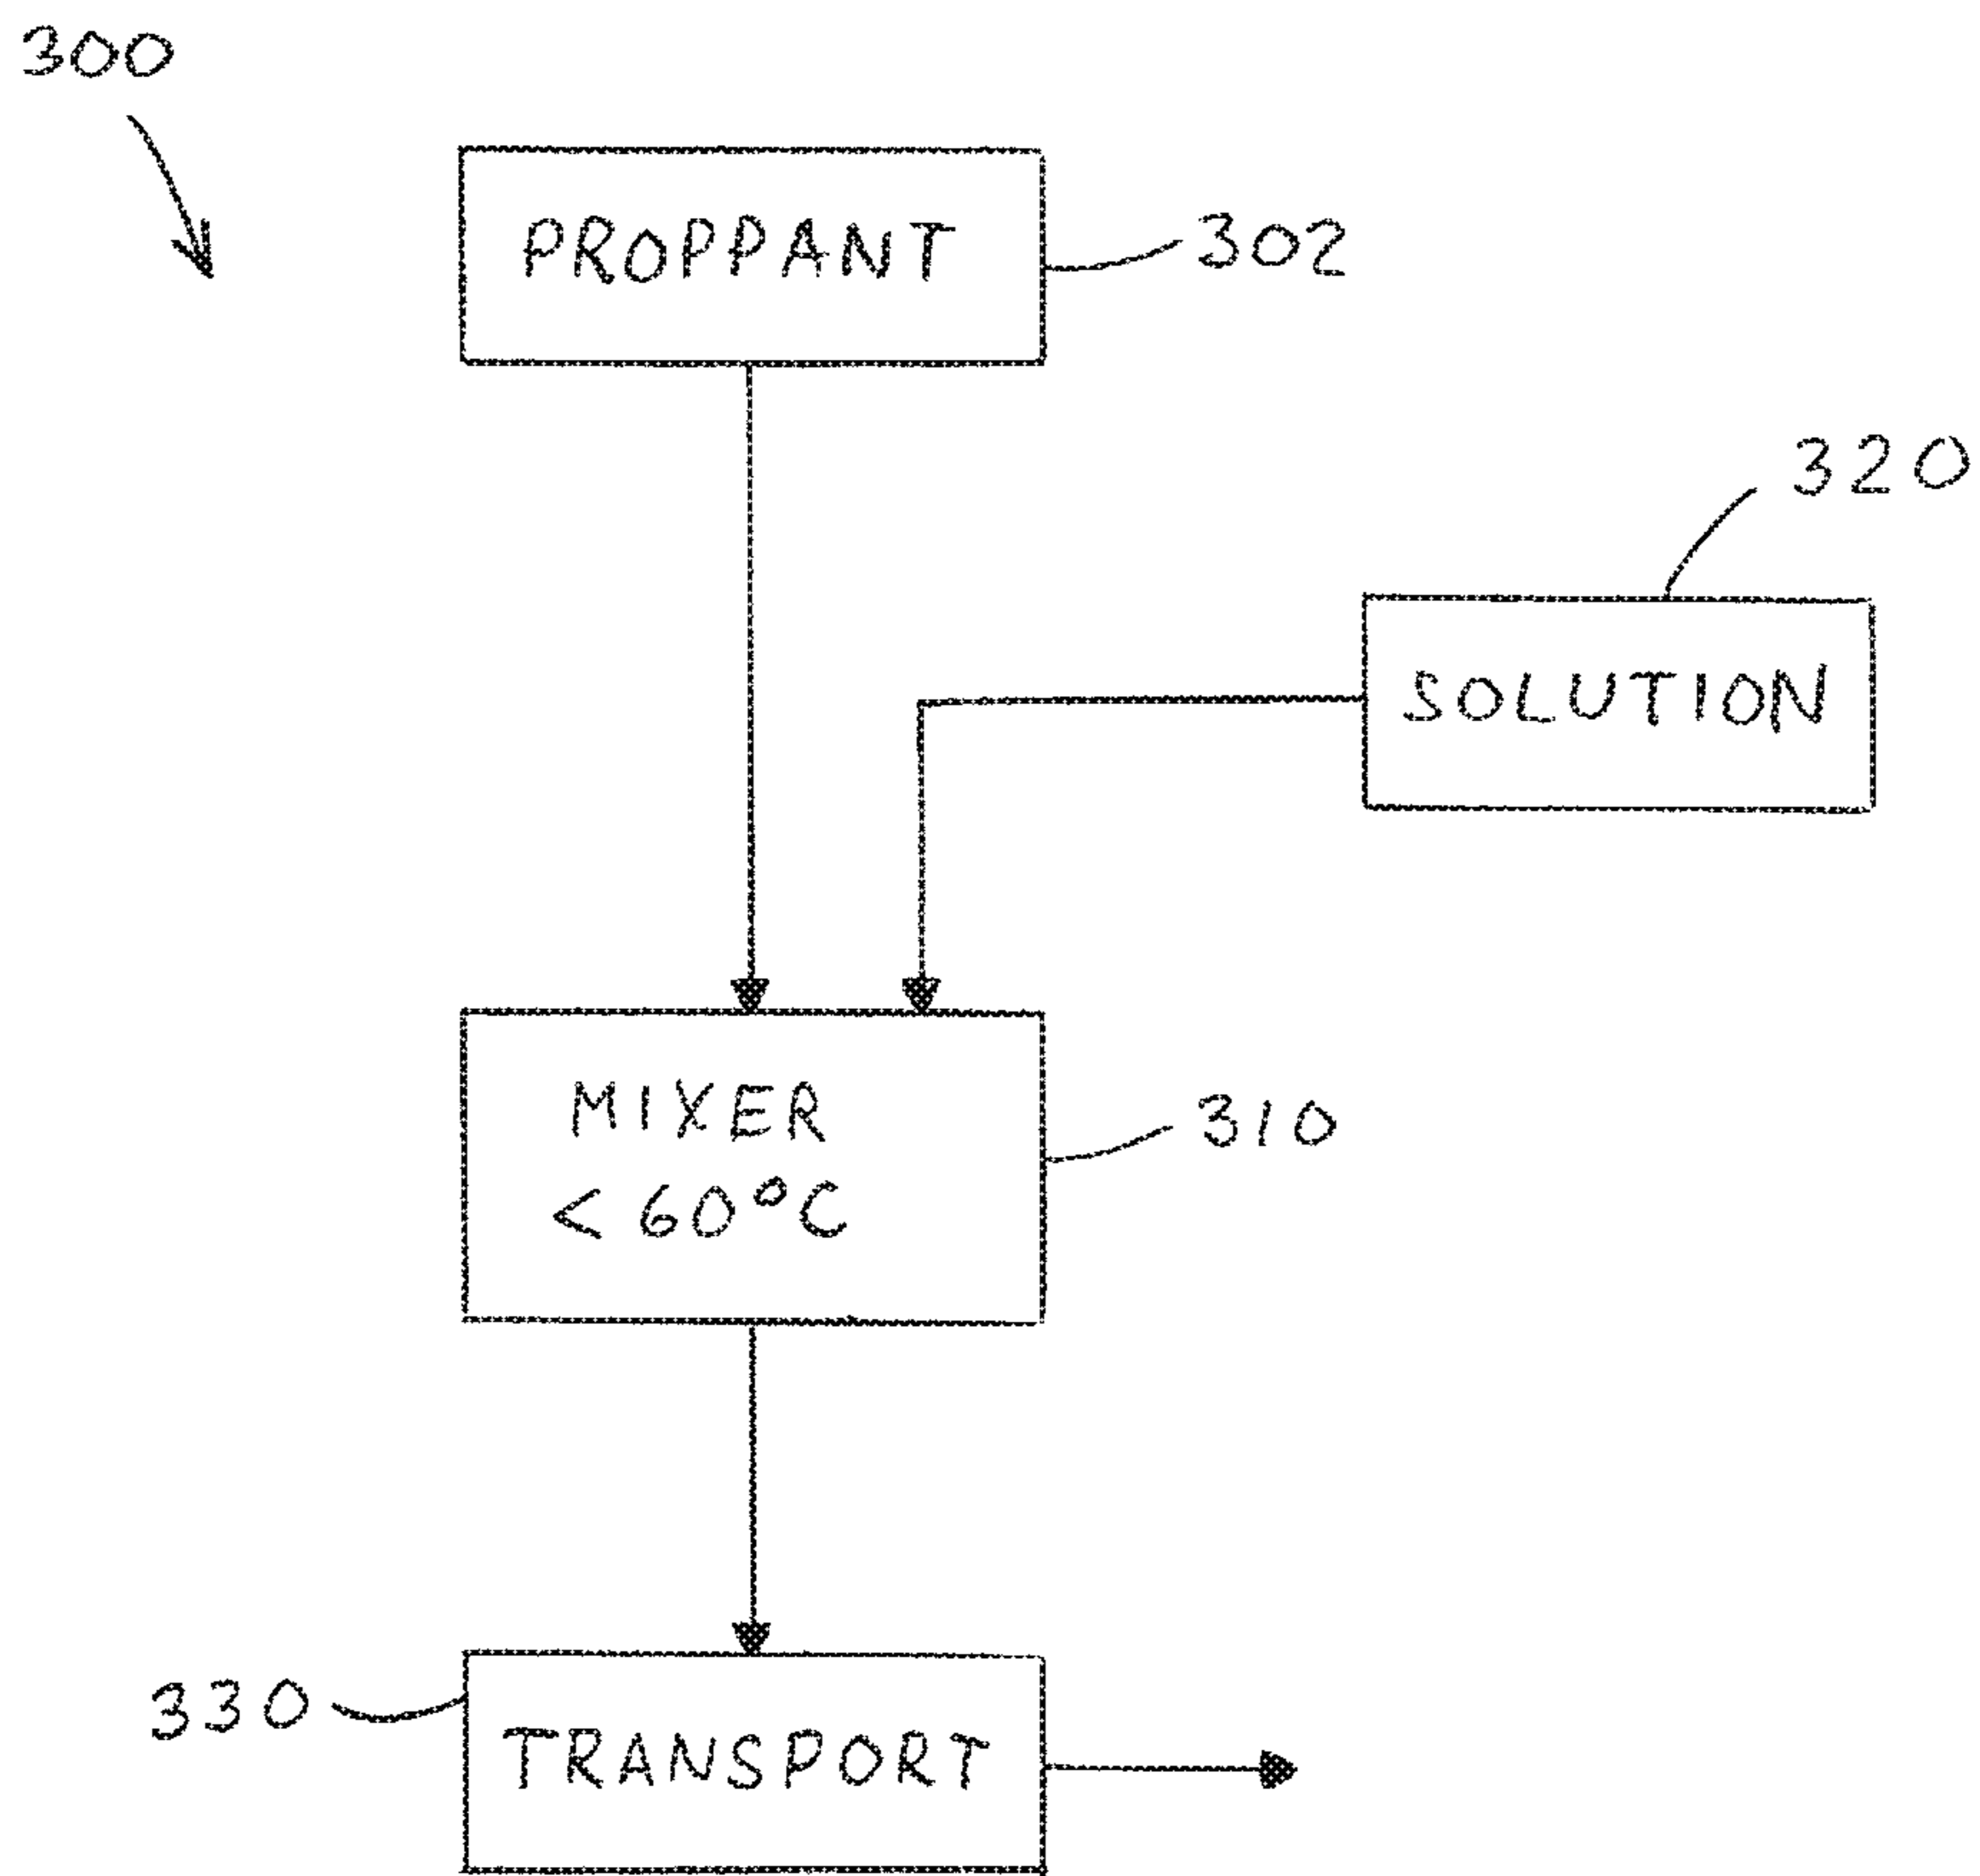 300
PROPPANT
302
320
SOLUTION
MIXER
< 60°C
310
330
TRANSPORT